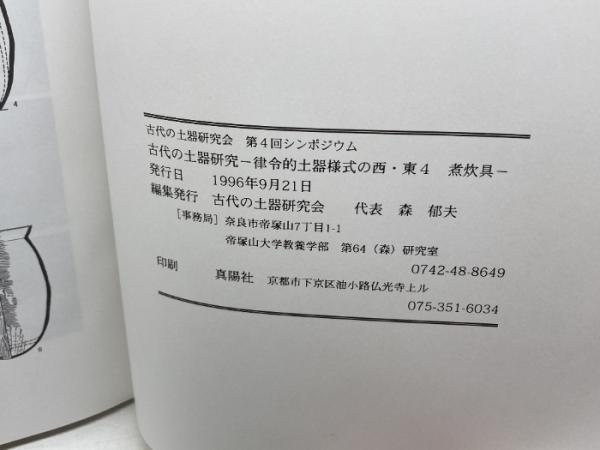 古代の土器研究会 第4回シンポジウム
古代の土器研究－律令的土器様式の西・東4 煮炊具－
発行日 1996年9月21日
編集発行 古代の土器研究会 代表 森 郁夫
［事務局］奈良市帝塚山7丁目1-1
帝塚山大学教養学部 第64（森）研究室
0742-48-8649
印刷 真陽社 京都市下京区油小路仏光寺上ル
075-351-6034
4